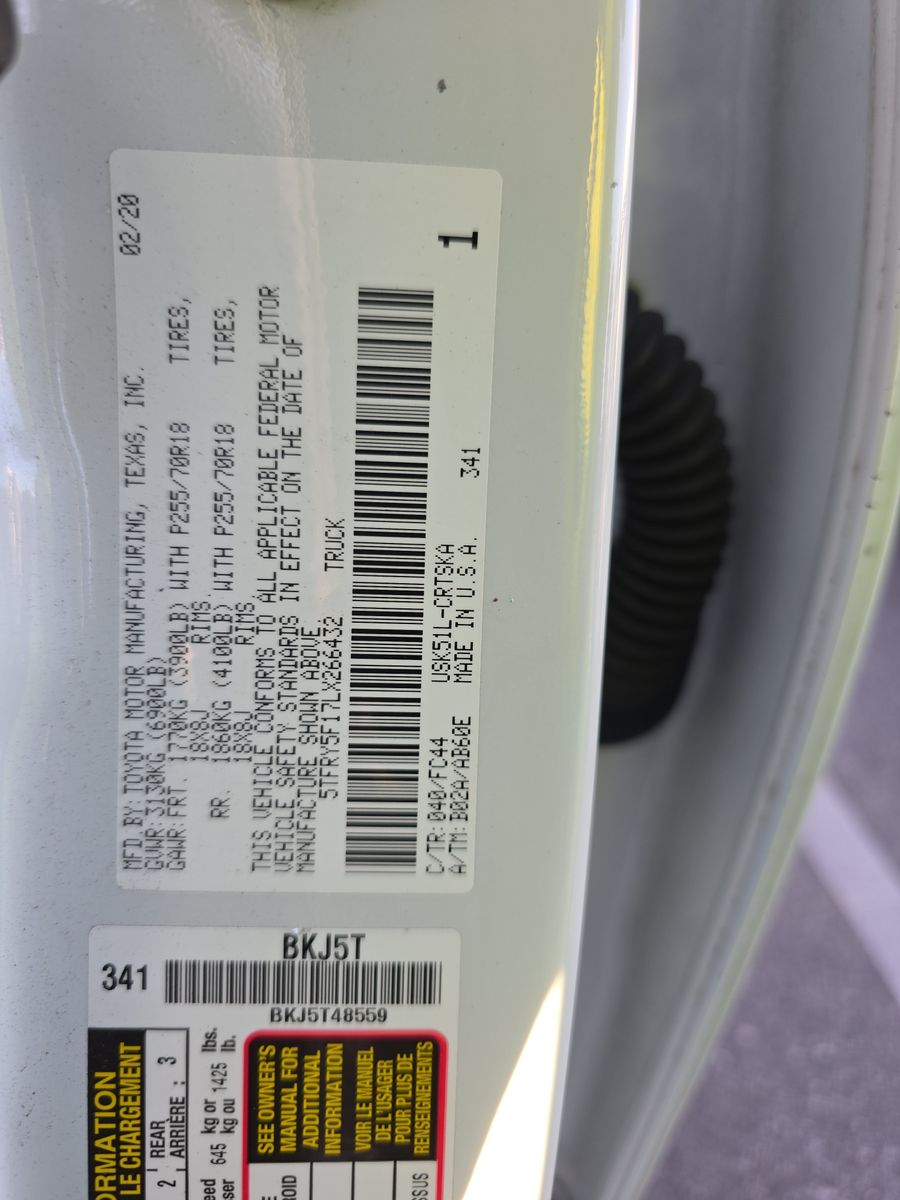 02/20
MFD.BY:TOYOTA MOTOR MANUFACTURING, TEXAS, INC.
GVWR:3130KG (6900LB)
GAWR:FRT. 1770KG (3900LB) WITH P255/70R18 TIRES,
18X8J RIMS.
RR. 1860KG (4100LB) WITH P255/70R18 TIRES,
18X8J RIMS
THIS VEHICLE CONFORMS TO ALL APPLICABLE FEDERAL MOTOR
VEHICLE SAFETY STANDARDS IN EFFECT ON THE DATE OF
MANUFACTURE SHOWN ABOVE.
5TFRY5F17LX266432 TRUCK
C/TR:040/FC44 USK51L-CRTSKA 341
A/TM:B02A/AB60E MADE IN U.S.A.
1
341
BKJ5T
BKJ5T48559
ORMATION
LE CHARGEMENT
2 REAR
ARRIÈRE : 3
eed 645 kg or 1425 lbs.
sser kg ou lb.
SEE OWNER'S
MANUAL FOR
ADDITIONAL
INFORMATION
VOIR LE MANUEL
DE L'USAGER
POUR PLUS DE
RENSEIGNEMENTS